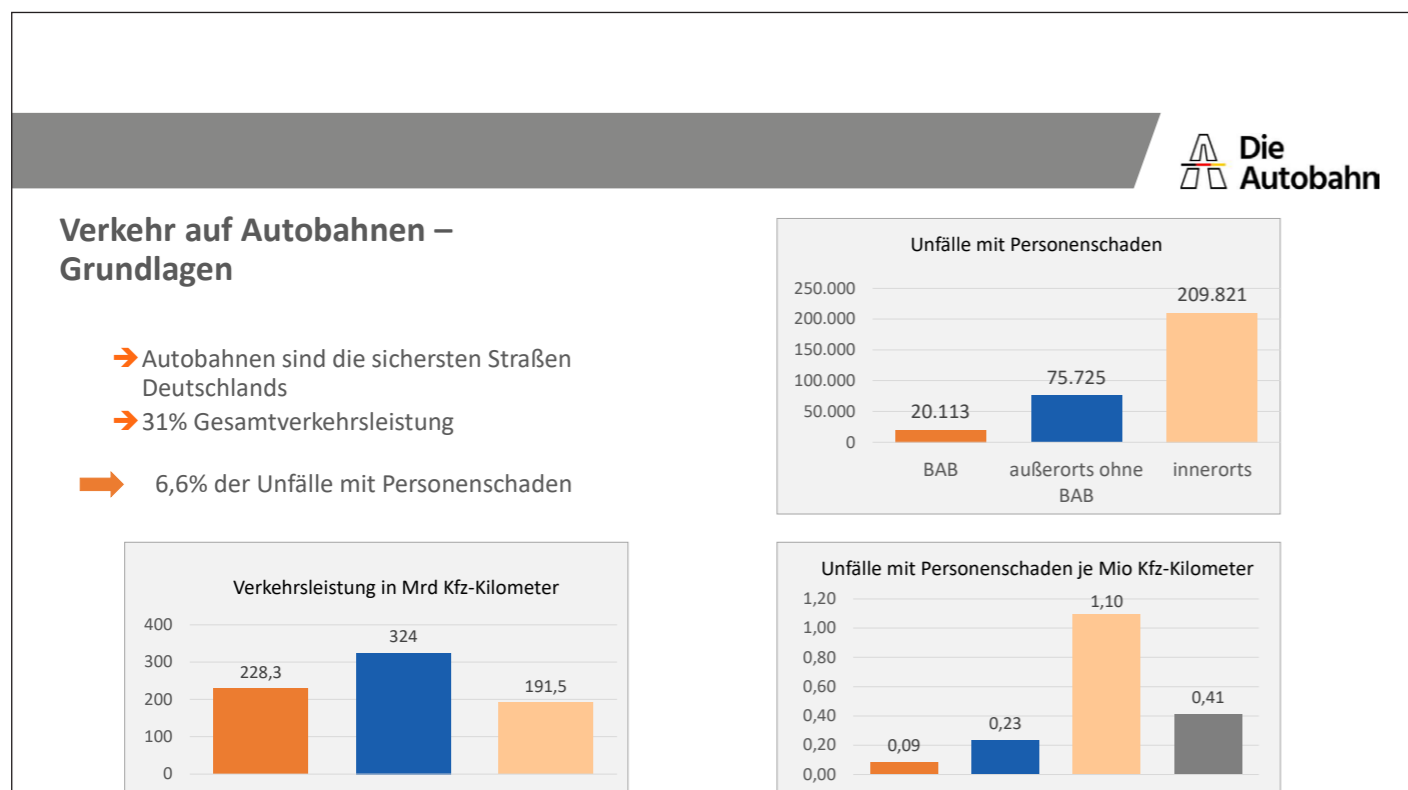 Die
Autobahn
Verkehr auf Autobahnen –
Grundlagen
➔ Autobahnen sind die sichersten Straßen
Deutschlands
➔ 31% Gesamtverkehrsleistung
6,6% der Unfälle mit Personenschaden
Unfälle mit Personenschaden
250.000
200.000
150.000
100.000
50.000
0
20.113
75.725
209.821
BAB
außerorts ohne
BAB
innerorts
Verkehrsleistung in Mrd Kfz-Kilometer
400
300
200
100
0
228,3
324
191,5
Unfälle mit Personenschaden je Mio Kfz-Kilometer
1,20
1,00
0,80
0,60
0,40
0,20
0,00
0,09
0,23
1,10
0,41